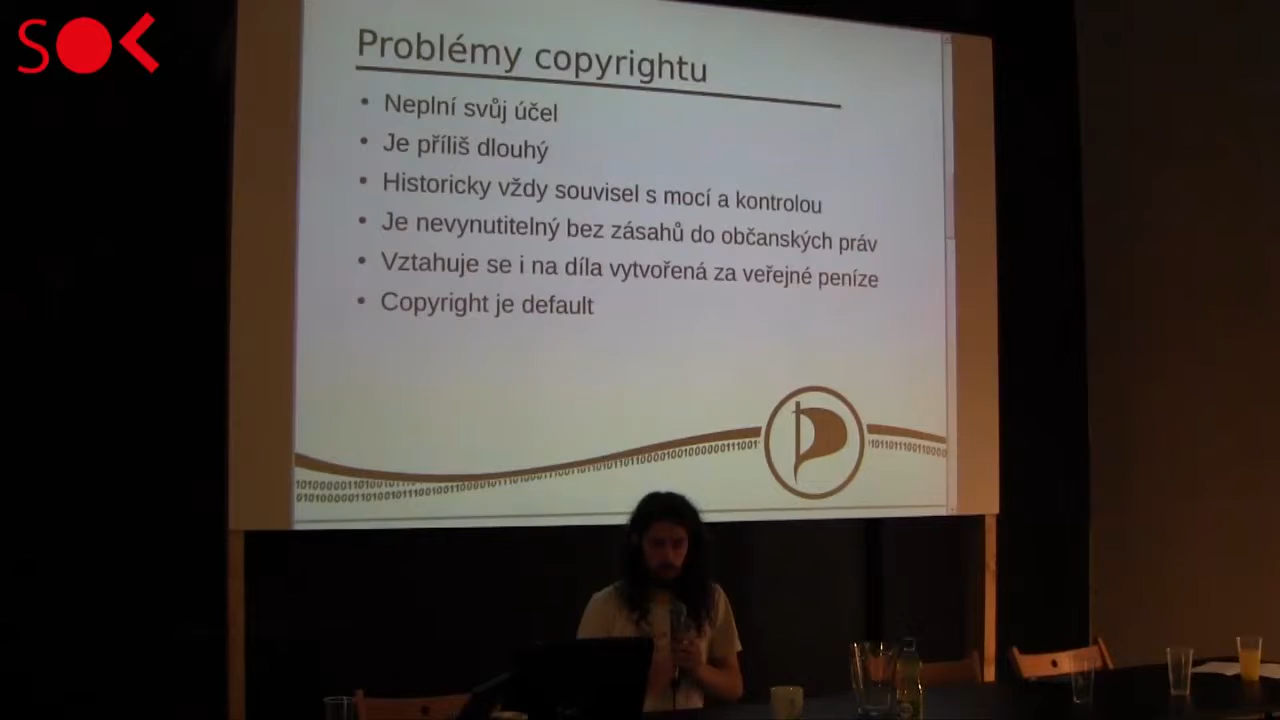 SOK
Problémy copyrightu
• Neplní svůj účel
• Je příliš dlouhý
• Historicky vždy souvisel s mocí a kontrolou
• Je nevynutitelný bez zásahů do občanských práv
• Vztahuje se i na díla vytvořená za veřejné peníze
• Copyright je default